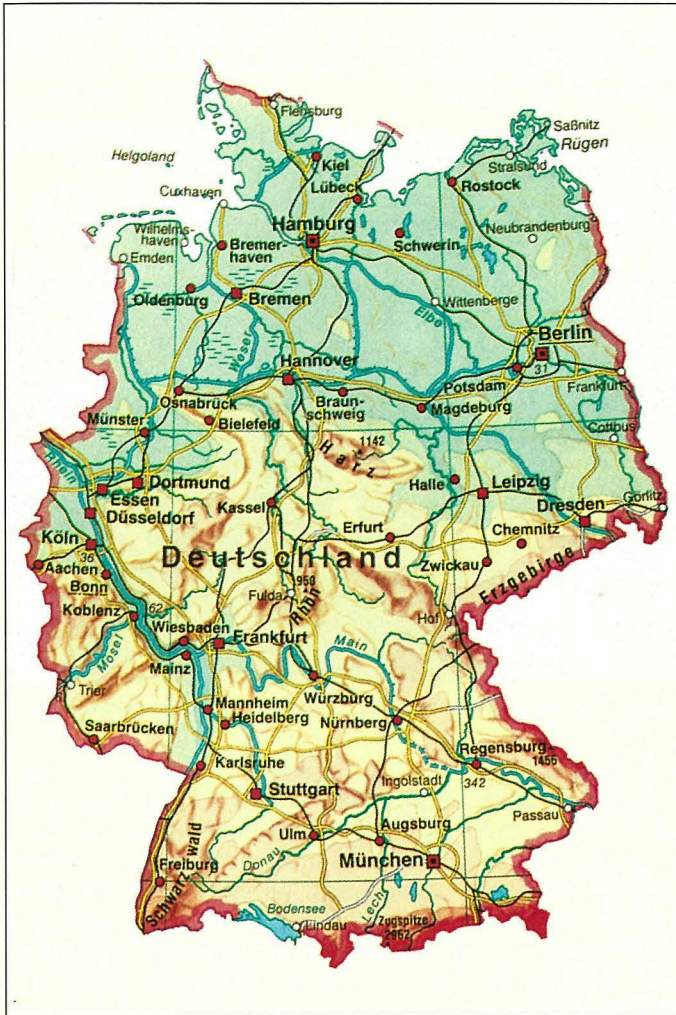 Flensburg
Saßnitz
Rügen
Helgoland
Kiel
Stralsund
Lübeck
Rostock
Cuxhaven
Hamburg
Wilhelms-
haven
Bremer-
haven
Schwerin
Neubrandenburg
Emden
Oldenburg
Bremen
Wittenberge
Elbe
Berlin
Weser
Hannover
31
Potsdam
Frankfurt
Osnabrück
Braun-
schweig
Magdeburg
Münster
Bielefeld
Cottbus
1142
Harz
Rhein
Dortmund
Halle
Leipzig
Essen
Kassel
Düsseldorf
Dresden
Görlitz
Erfurt
Chemnitz
Köln
36
Deutschland
Aachen
Zwickau
Bonn
Erzgebirge
950
Fulda
Rhön
Koblenz
62
Hof
Wiesbaden
Frankfurt
Main
Mosel
Mainz
Trier
Würzburg
Mannheim
Heidelberg
Nürnberg
Saarbrücken
Regensburg
1456
Karlsruhe
Ingolstadt
342
Stuttgart
Passau
Ulm
Augsburg
Donau
München
Schwarzwald
Freiburg
Lech
Bodensee
Lindau
Zugspitze
2962